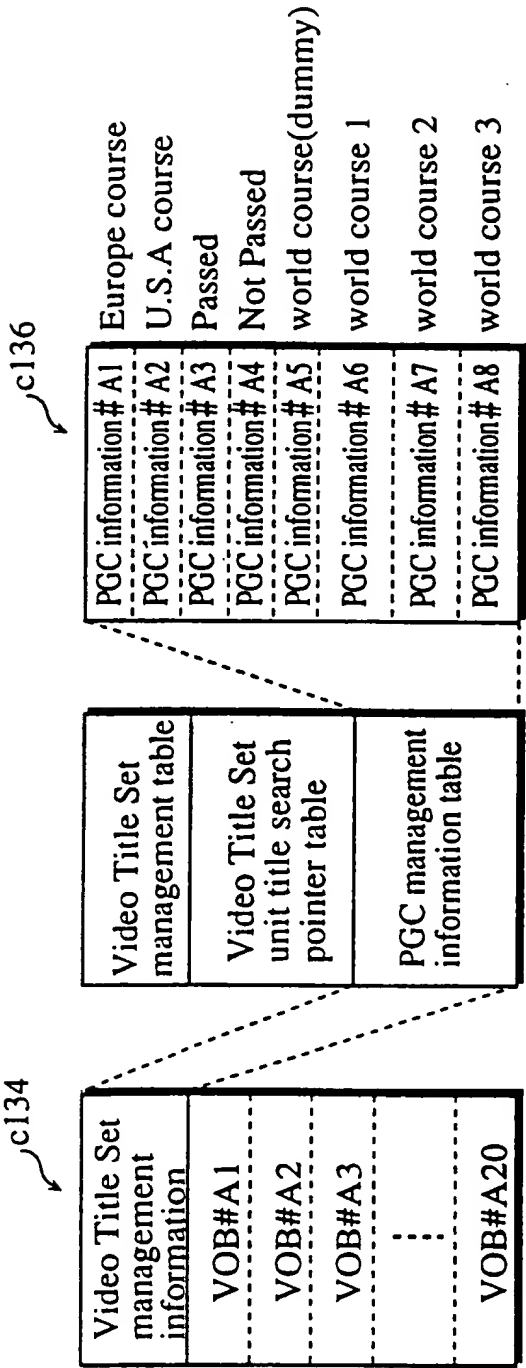 c134
Video Title Set
management
information
VOB#A1
VOB#A2
VOB#A3
VOB#A20
Video Title Set
management table
Video Title Set
unit title search
pointer table
PGC management
information table
c136
PGC information# A1
Europe course
PGC information# A2
U.S.A course
PGC information# A3
Passed
PGC information# A4
Not Passed
PGC information# A5
world course(dummy)
PGC information# A6
world course 1
PGC information# A7
world course 2
PGC information# A8
world course 3